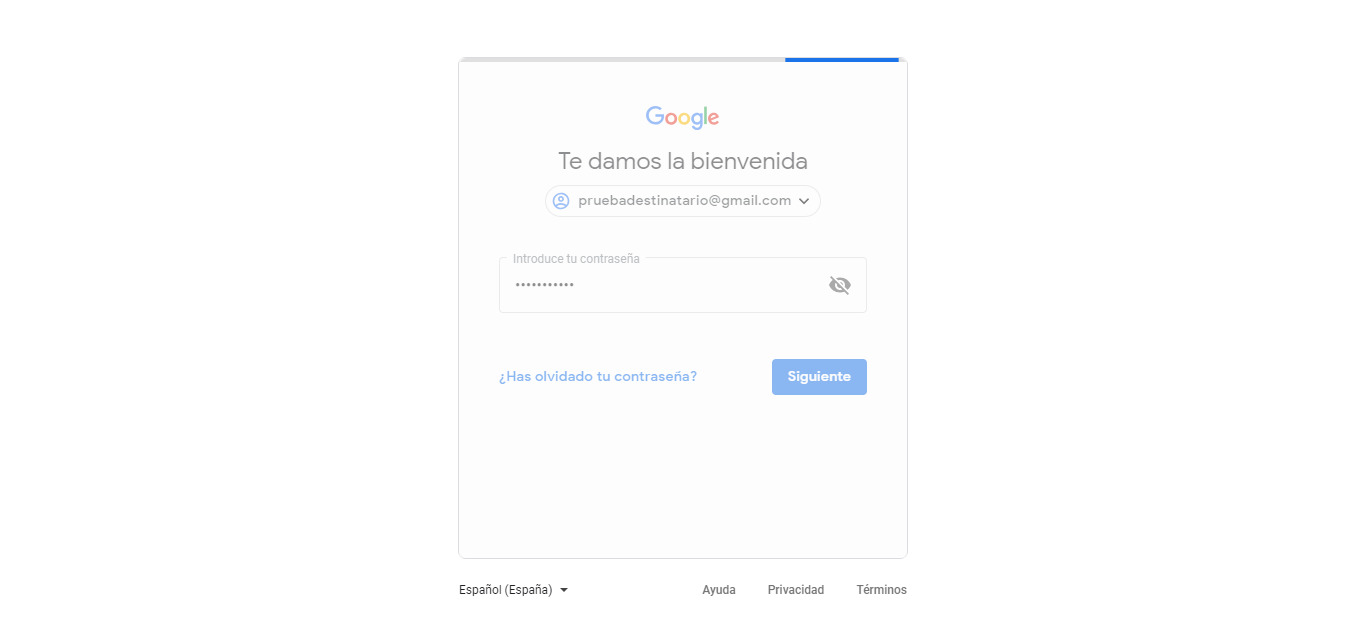 Google
Te damos la bienvenida
pruebadestinatario@gmail.com
Introduce tu contraseña
•••••••••••
¿Has olvidado tu contraseña? Siguiente
Español (España) Ayuda Privacidad Términos